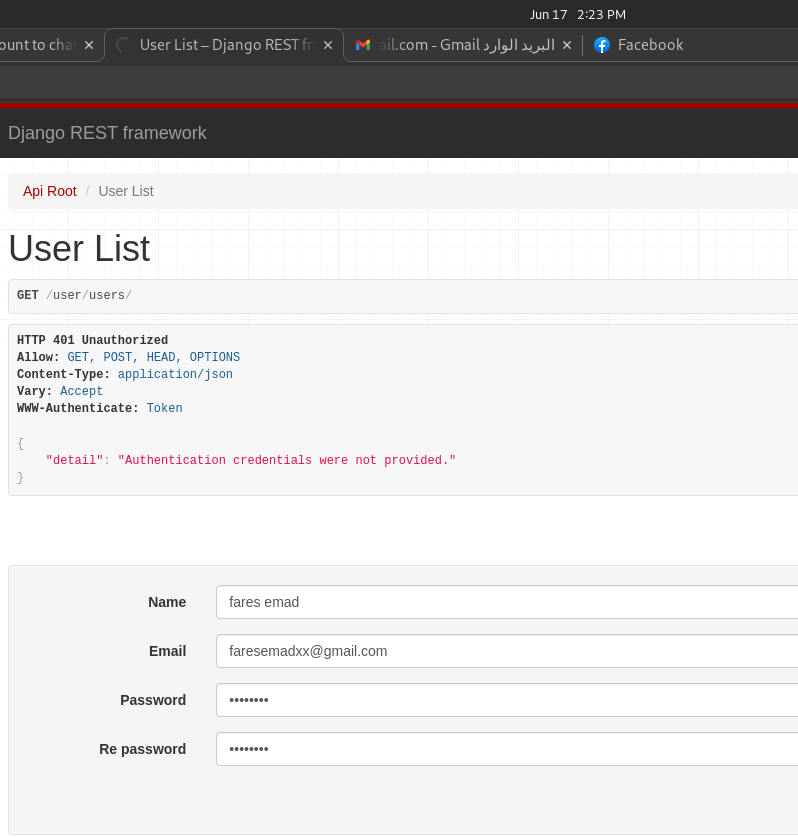 Jun 17 2:23 PM
ount to cha × User List – Django REST fr × ail.com - Gmail البريد الوارد × Facebook
Django REST framework
Api Root / User List
User List
GET /user/users/
HTTP 401 Unauthorized
Allow: GET, POST, HEAD, OPTIONS
Content-Type: application/json
Vary: Accept
WWW-Authenticate: Token
{
"detail": "Authentication credentials were not provided."
}
Name fares emad
Email faresemadxx@gmail.com
Password ••••••••
Re password ••••••••